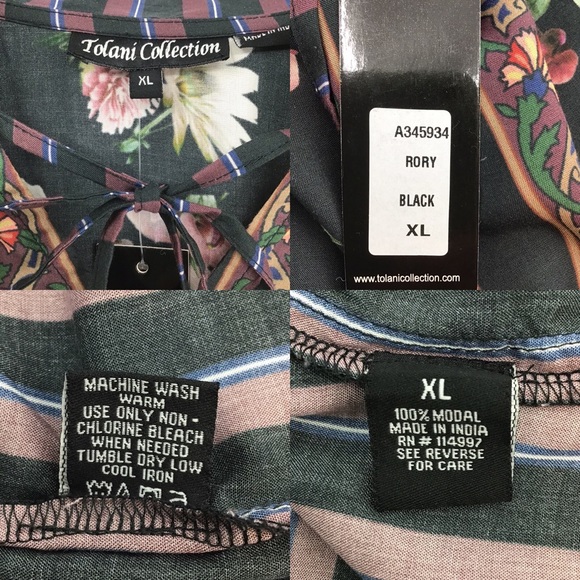 Tolani Collection
XL
A345934
RORY
BLACK
XL
www.tolanicollection.com
MACHINE WASH
WARM
USE ONLY NON-
CHLORINE BLEACH
WHEN NEEDED
TUMBLE DRY LOW
COOL IRON
XL
100% MODAL
MADE IN INDIA
RN # 114997
SEE REVERSE
FOR CARE